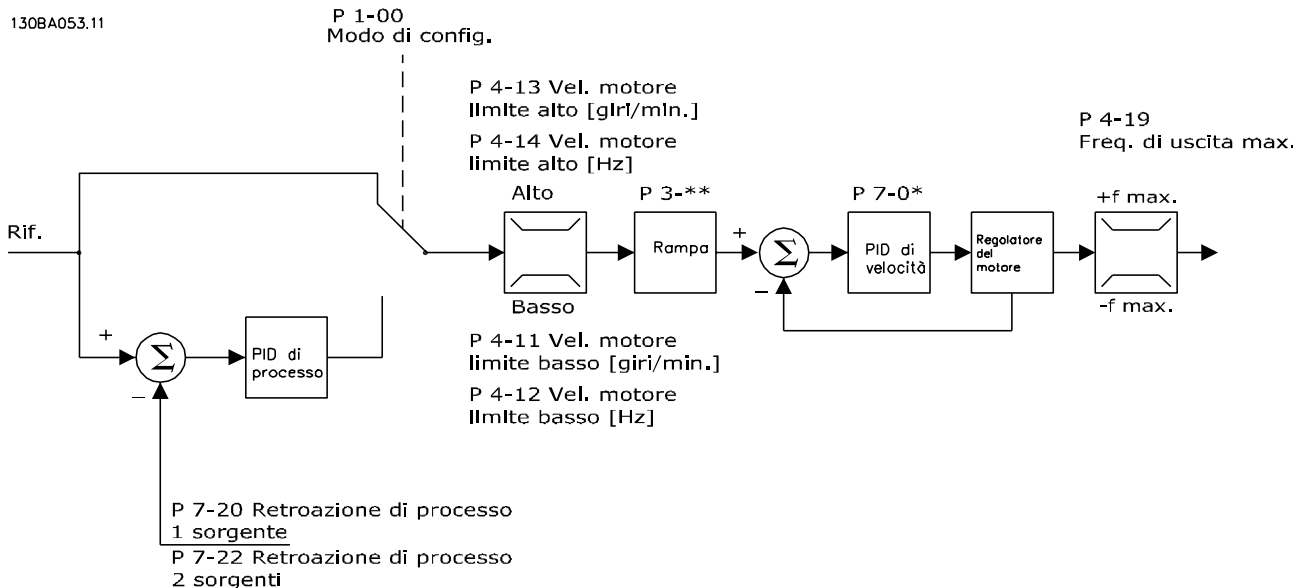 130BA053.11
P 1-00
Modo di config.
P 4-13 Vel. motore
limite alto [giri/min.]
P 4-14 Vel. motore
limite alto [Hz]
P 4-19
Freq. di uscita max.
Alto
P 3-**
P 7-0*
+f max.
Rif.
Rampa
+
Σ
−
PID di
velocità
Regolatore
del
motore
Basso
-f max.
+
Σ
−
PID di
processo
P 4-11 Vel. motore
limite basso [giri/min.]
P 4-12 Vel. motore
limite basso [Hz]
P 7-20 Retroazione di processo
1 sorgente
P 7-22 Retroazione di processo
2 sorgenti